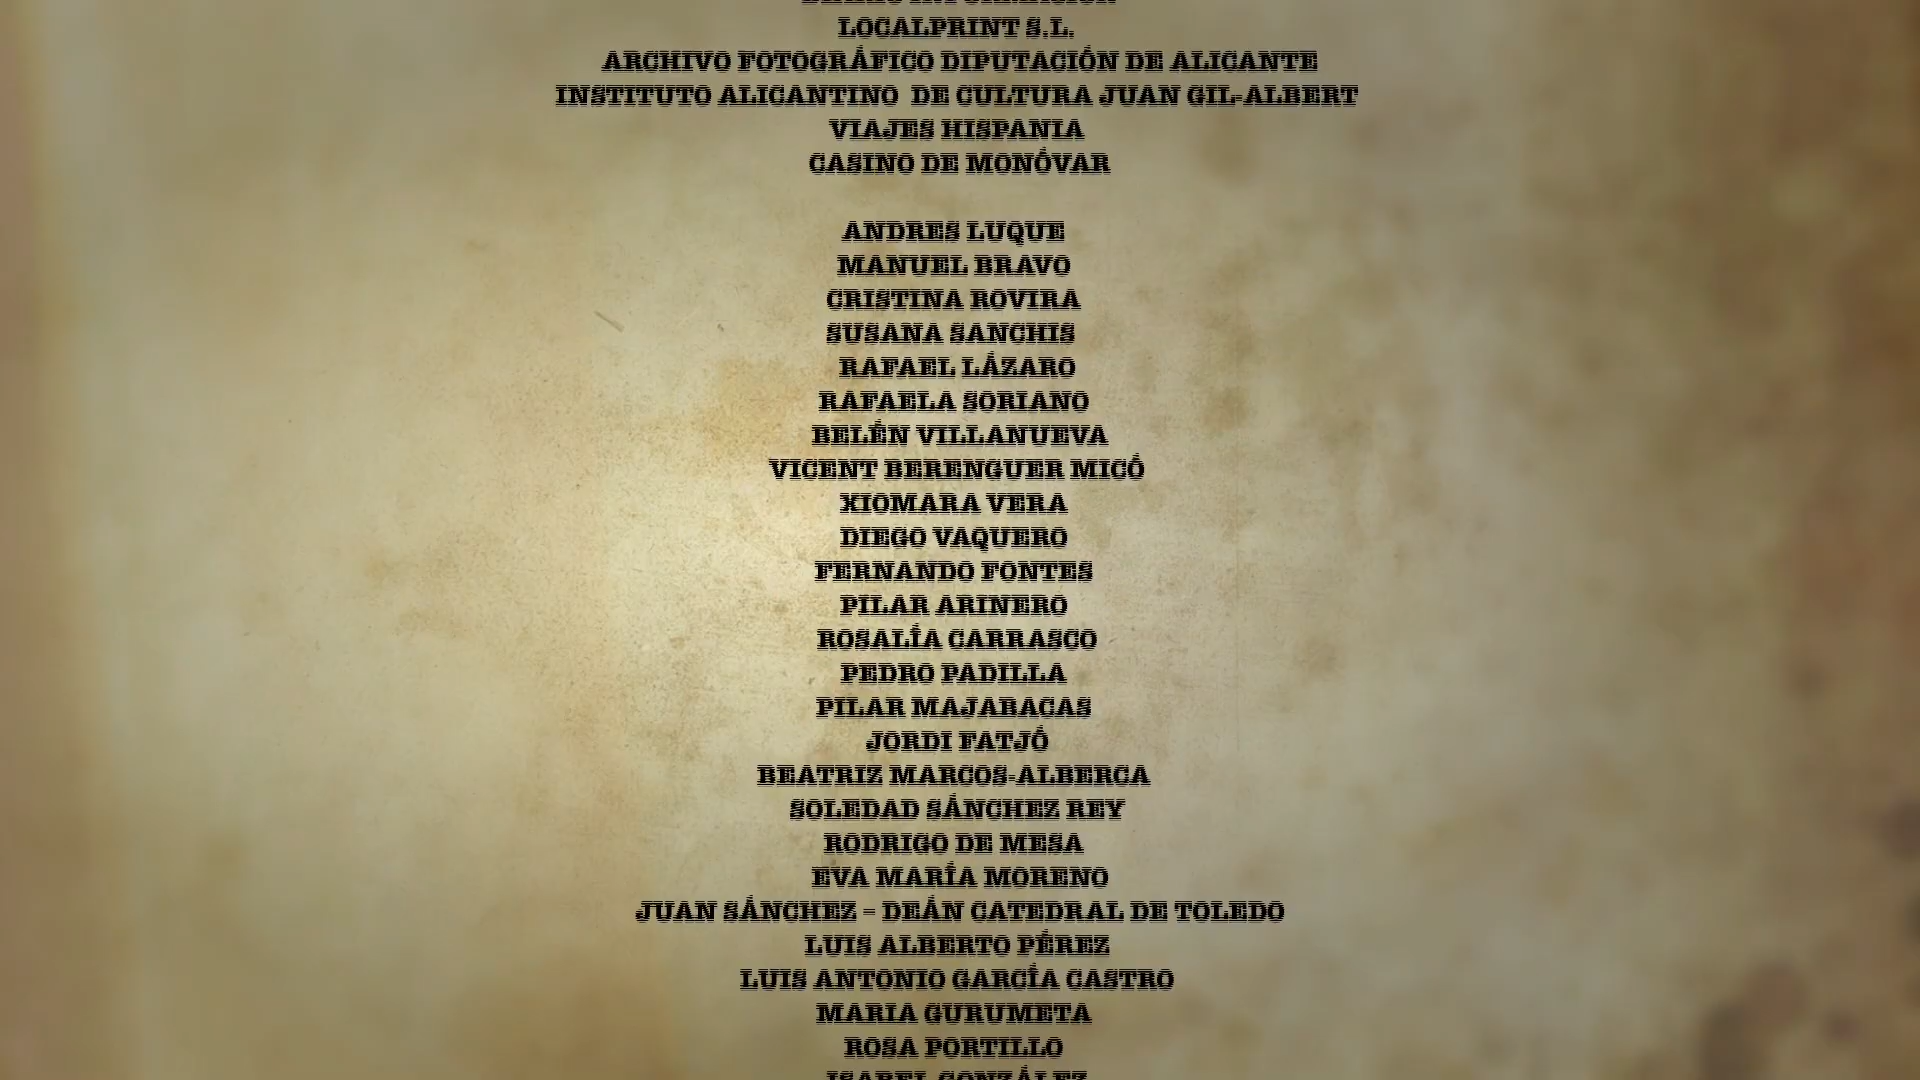 LOCALPRINT S.L.
ARCHIVO FOTOGRÁFICO DIPUTACIÓN DE ALICANTE
INSTITUTO ALICANTINO DE CULTURA JUAN GIL-ALBERT
VIAJES HISPANIA
CASINO DE MONÓVAR
ANDRES LUQUE
MANUEL BRAVO
CRISTINA ROVIRA
SUSANA SANCHIS
RAFAEL LÁZARO
RAFAELA SORIANO
BELÉN VILLANUEVA
VICENT BERENGUER MICÓ
XIOMARA VERA
DIEGO VAQUERO
FERNANDO FONTES
PILAR ARINERO
ROSALÍA CARRASCO
PEDRO PADILLA
PILAR MAJABACAS
JORDI FATJÓ
BEATRIZ MARCOS-ALBERCA
SOLEDAD SÁNCHEZ REY
RODRIGO DE MESA
EVA MARÍA MORENO
JUAN SÁNCHEZ - DEÁN CATEDRAL DE TOLEDO
LUIS ALBERTO PÉREZ
LUIS ANTONIO GARCÍA CASTRO
MARIA GURUMETA
ROSA PORTILLO
ISABEL GONZÁLEZ